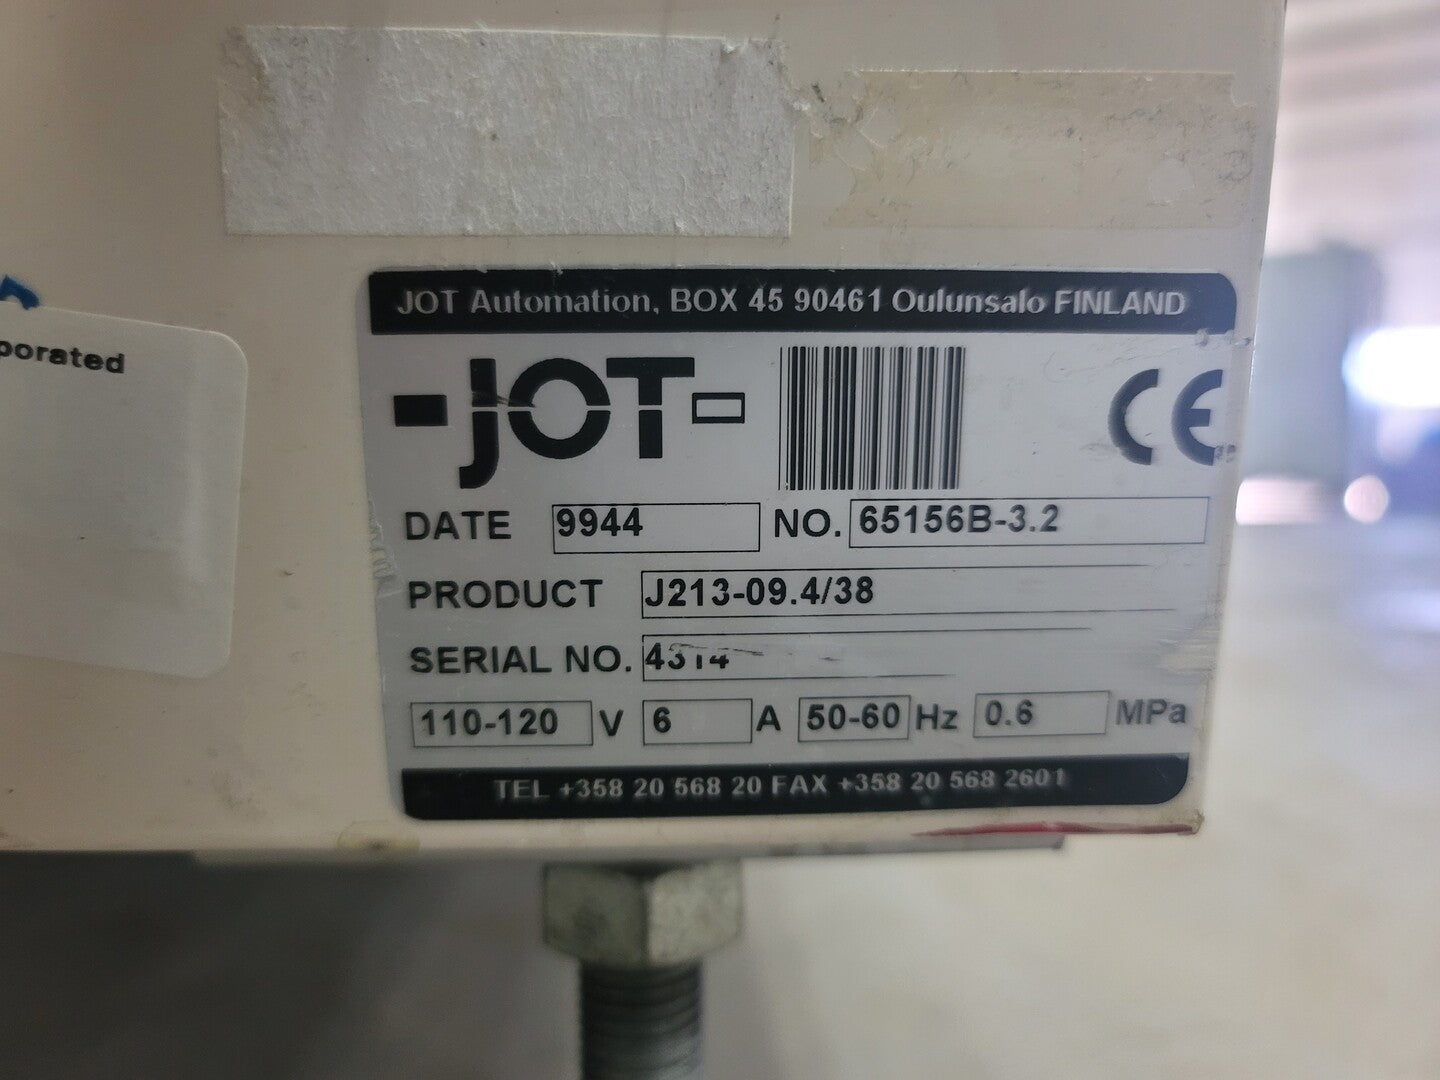 porated
JOT Automation, BOX 45 90461 Oulunsalo FINLAND
JOT CE
DATE 9944 NO. 65156B-3.2
PRODUCT J213-09.4/38
SERIAL NO. 4314
110-120 V 6 A 50-60 Hz 0.6 MPa
TEL +358 20 568 20 FAX +358 20 568 2601